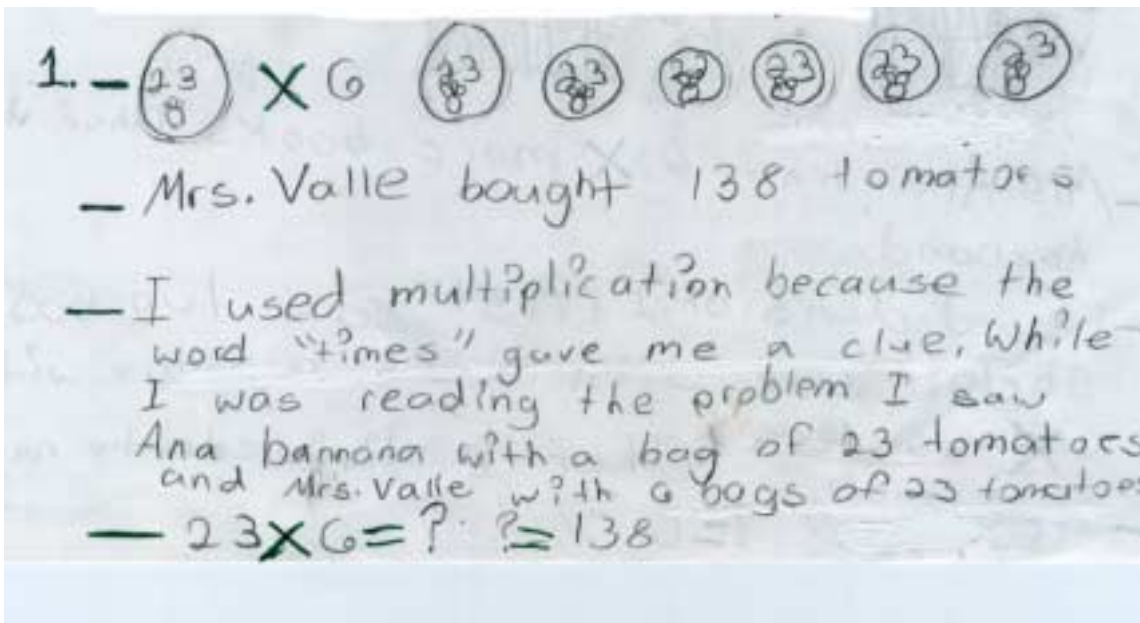 1. - 23 8 X 6 23 8 23 8 23 8 23 8 23 8 23 8
- Mrs. Valle bought 138 tomatoes
- I used multiplication because the
word "times" gave me a clue. While
I was reading the problem I saw
Ana bannana with a bag of 23 tomatoes
and Mrs. Valle with 6 bags of 23 tomatoes
- 23X6=? ?=138